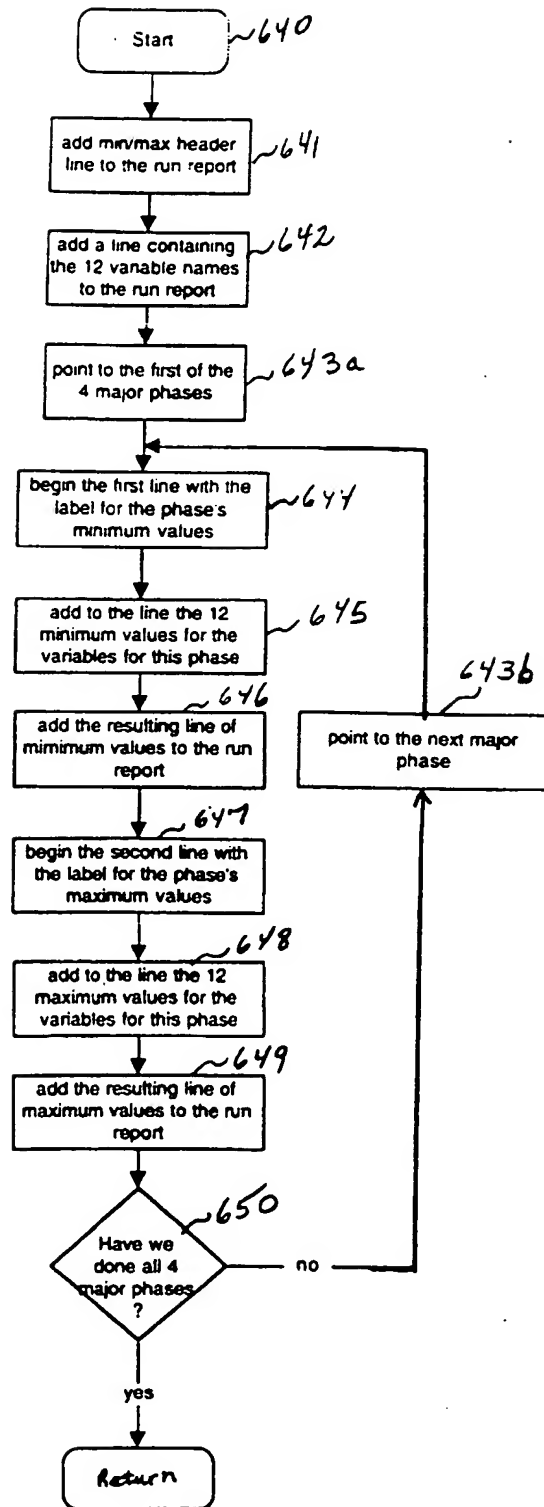 Start
640
add min/max header
line to the run report
641
add a line containing
the 12 variable names
to the run report
642
point to the first of the
4 major phases
643a
begin the first line with the
label for the phase's
minimum values
644
add to the line the 12
minimum values for the
variables for this phase
645
646
add the resulting line of
mimimum values to the run
report
643b
point to the next major
phase
647
begin the second line with
the label for the phase's
maximum values
648
add to the line the 12
maximum values for the
variables for this phase
649
add the resulting line of
maximum values to the run
report
650
Have we
done all 4
major phases
?
no
yes
Return